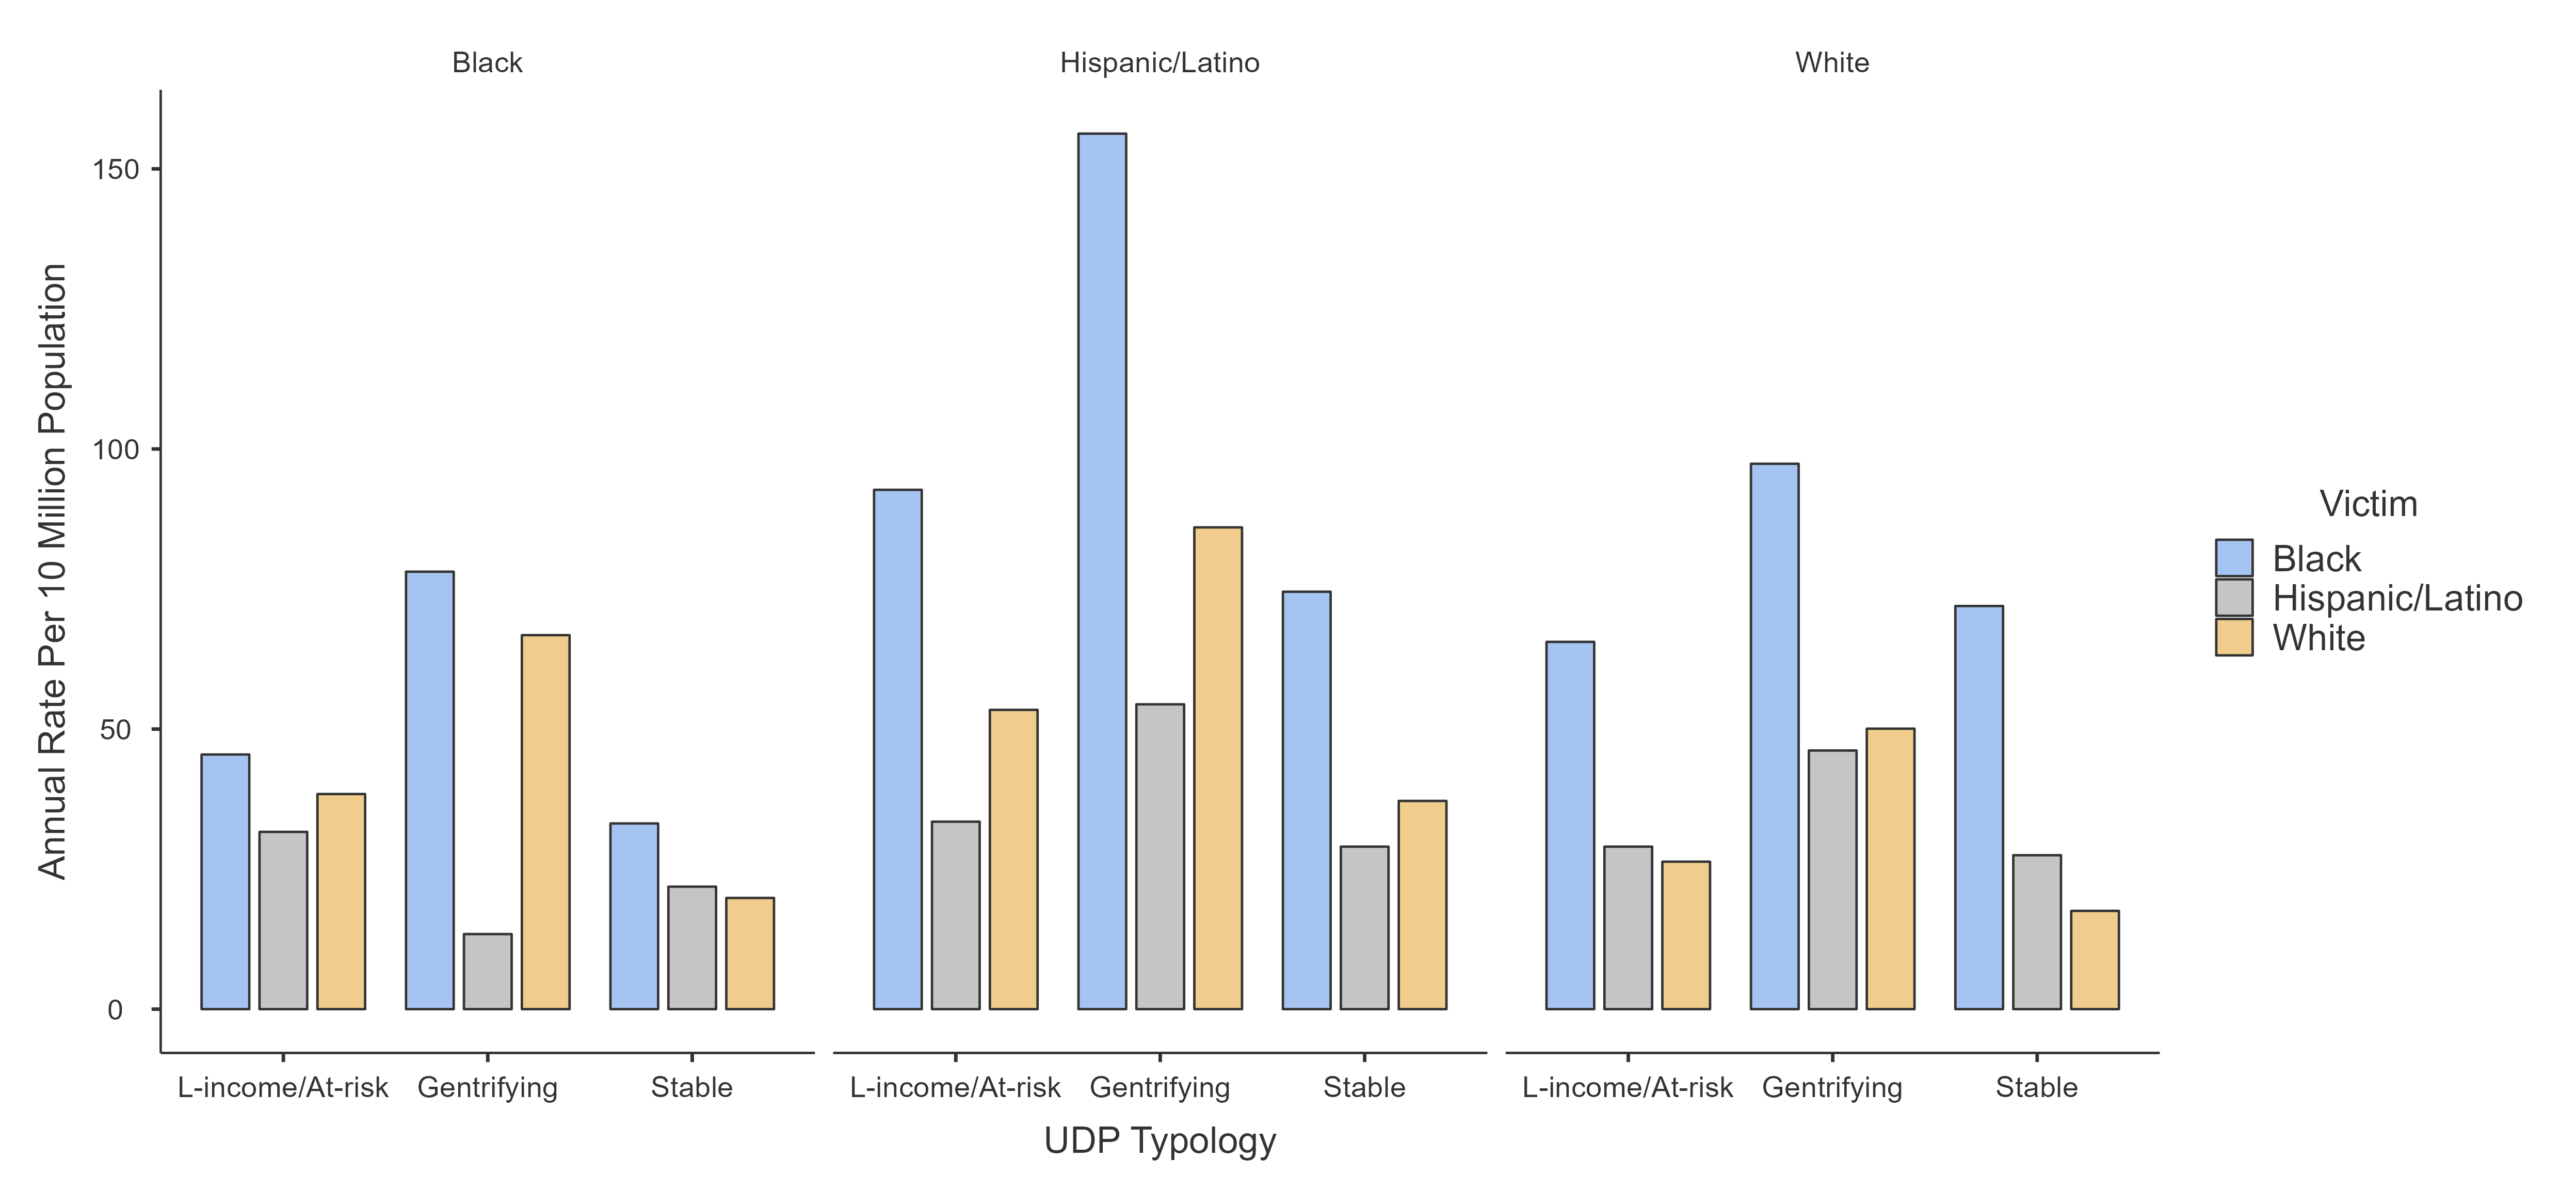 Black
Hispanic/Latino
White
Annual Rate Per 10 Million Population
150
100
50
0
L-income/At-risk
Gentrifying
Stable
L-income/At-risk
Gentrifying
Stable
L-income/At-risk
Gentrifying
Stable
UDP Typology
Victim
Black
Hispanic/Latino
White